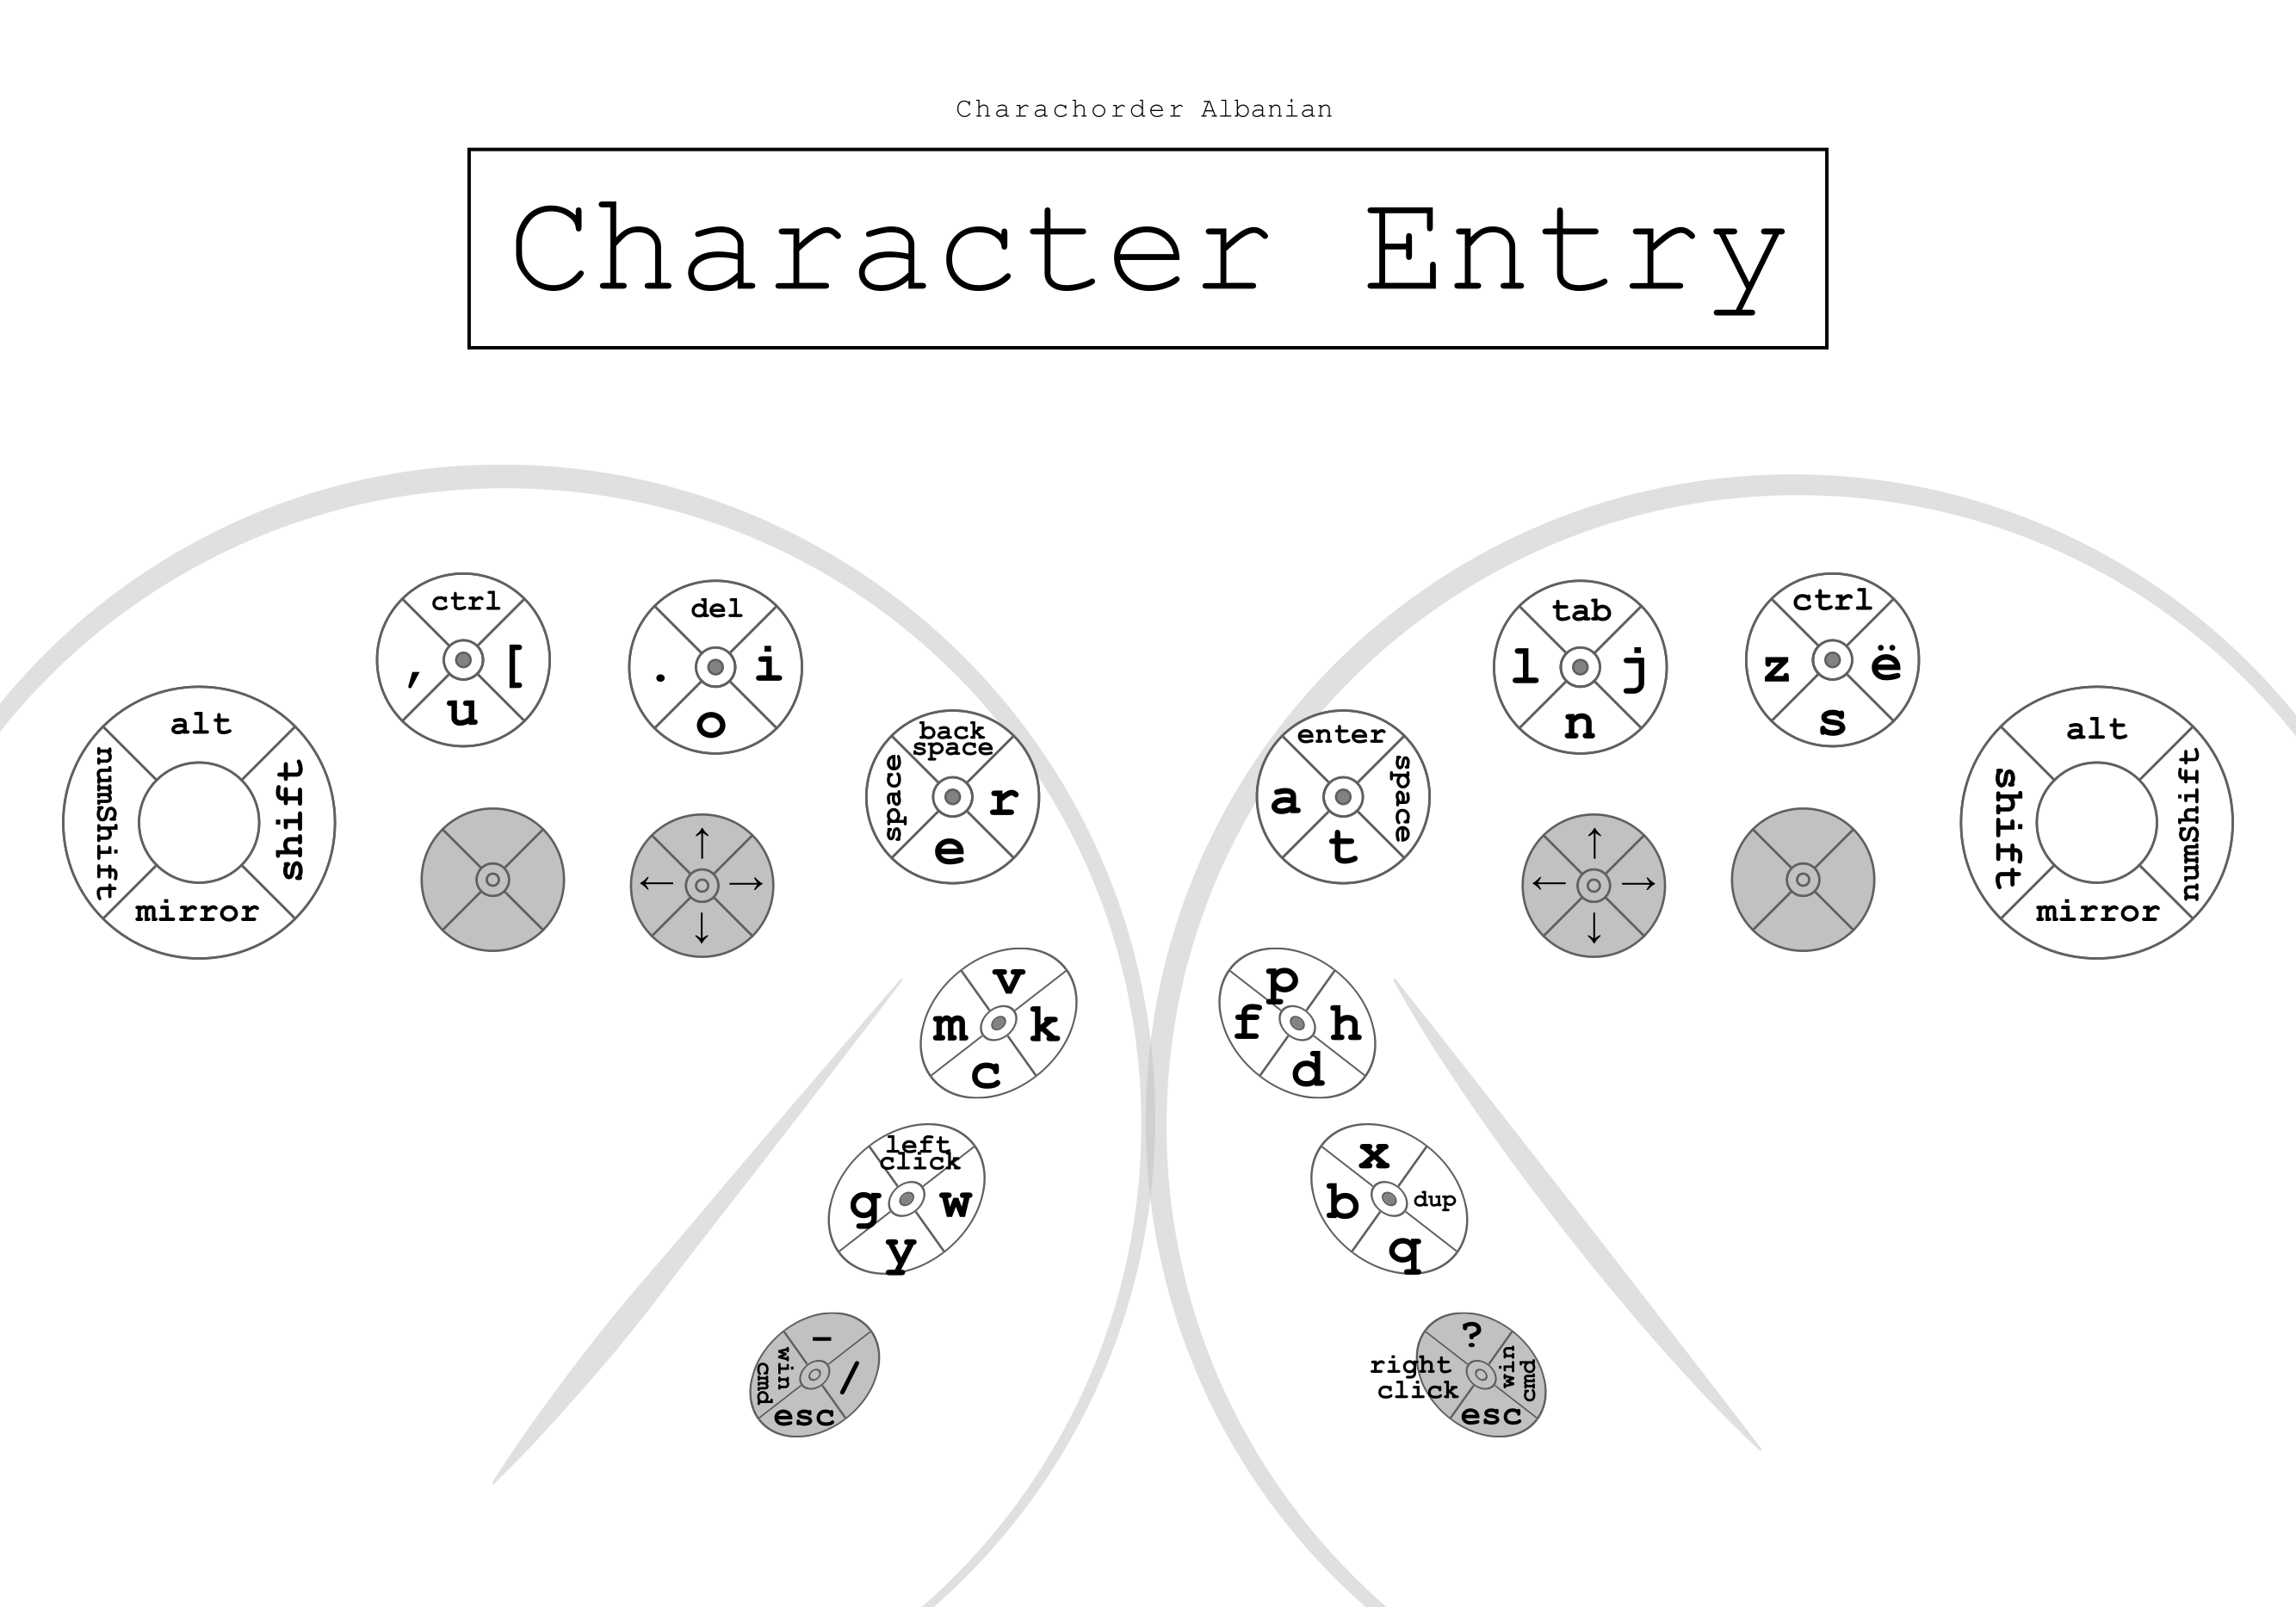 Charachorder Albanian
Character Entry
ctrl
, [
u
del
. i
o
tab
l j
n
ctrl
z ë
s
alt
numShift shift
mirror
back
space
space r
e
enter
a space
t
alt
shift numShift
mirror
↑
← →
↓
↑
← →
↓
v
m k
c
p
f h
d
left
click
g w
y
x
b dup
q
-
win
cmd
/
esc
?
right
click
win
cmd
esc